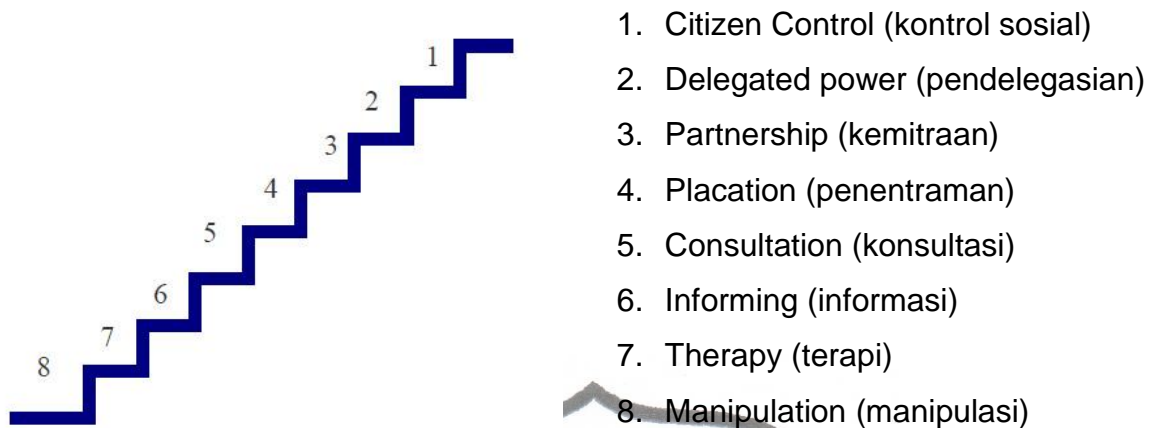 1
2
3
4
5
6
7
8
1. Citizen Control (kontrol sosial)
2. Delegated power (pendelegasian)
3. Partnership (kemitraan)
4. Placation (penentraman)
5. Consultation (konsultasi)
6. Informing (informasi)
7. Therapy (terapi)
8. Manipulation (manipulasi)